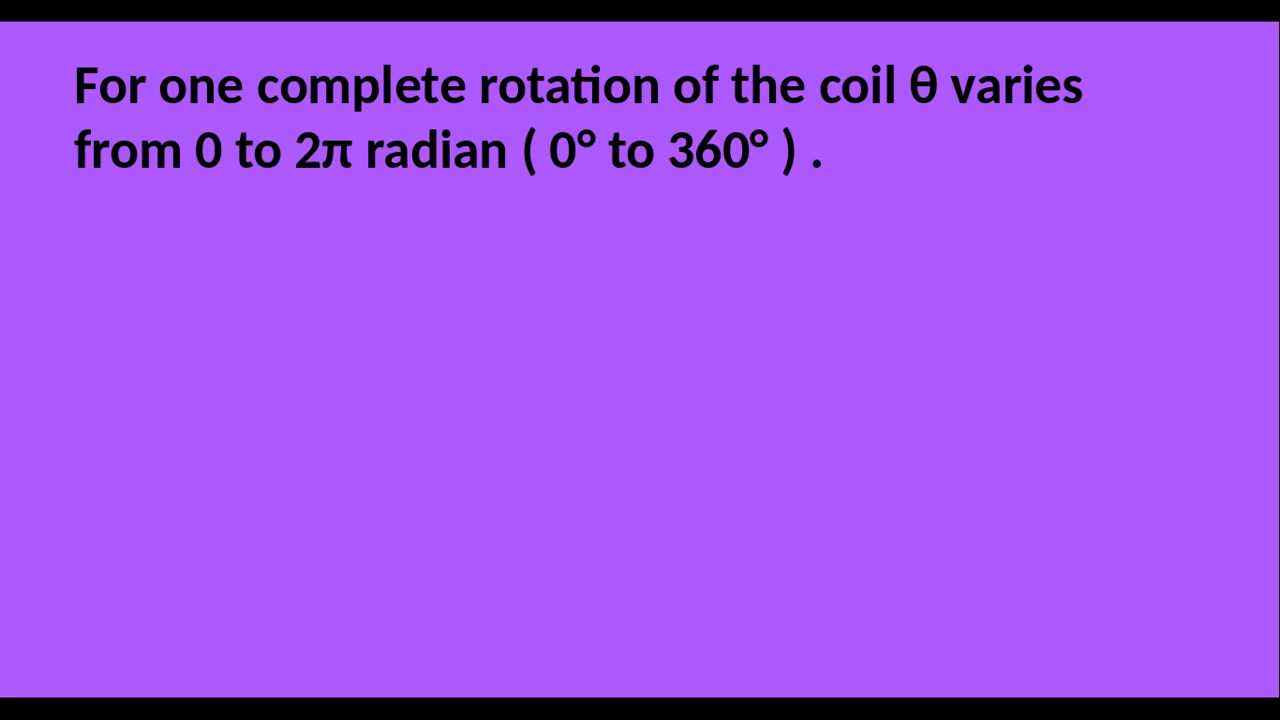 For one complete rotation of the coil θ varies
from 0 to 2π radian ( 0° to 360° ) .